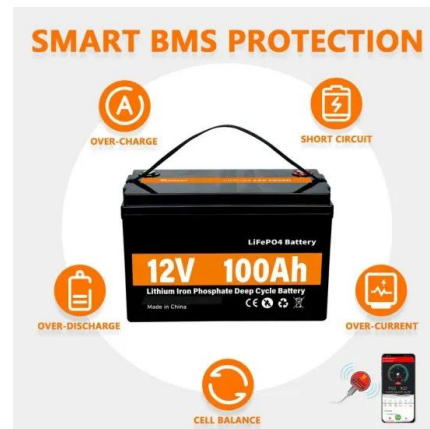 SMART BMS PROTECTION
A
OVER-CHARGE
SHORT CIRCUIT
LiFePO4 Battery
12V 100Ah
Lithium Iron Phosphate Deep Cycle Battery
Made in China
CE
OVER-DISCHARGE
OVER-CURRENT
CELL BALANCE